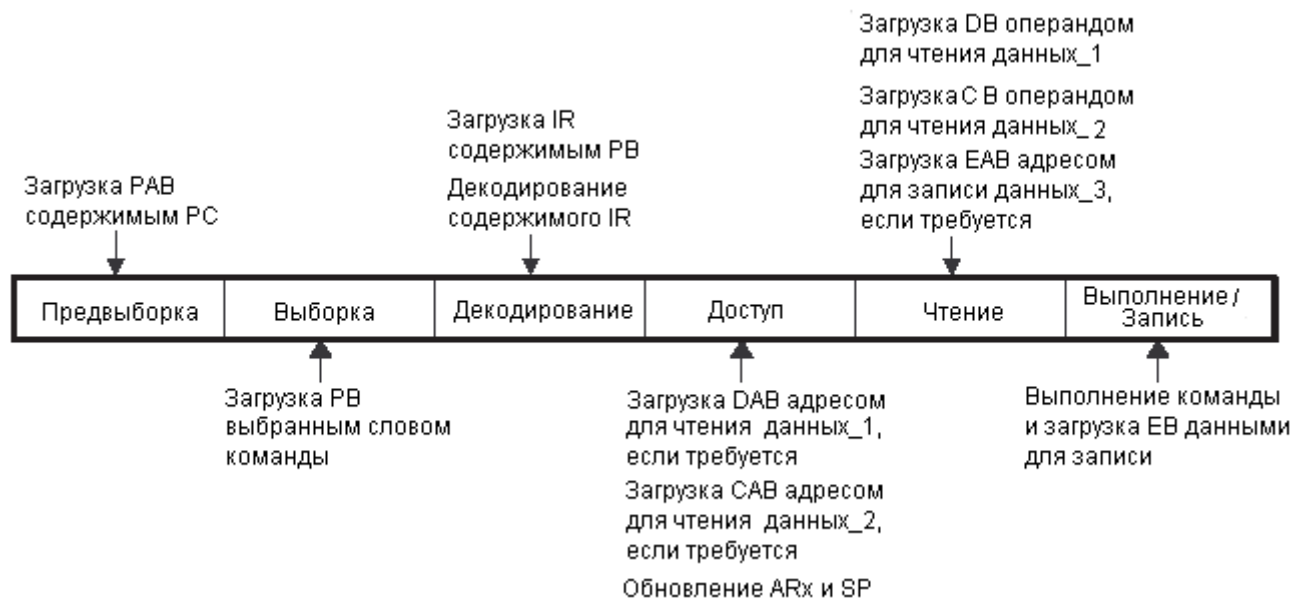 Загрузка DB операндом
для чтения данных_1
Загрузка C B операндом
для чтения данных_ 2
Загрузка EAB адресом
для записи данных_3,
если требуется
Загрузка IR
содержимым PB
Декодирование
содержимого IR
Загрузка PAB
содержимым PC
Предвыборка
Выборка
Декодирование
Доступ
Чтение
Выполнение /
Запись
Загрузка PB
выбранным словом
команды
Загрузка DAB адресом
для чтения данных_1,
если требуется
Загрузка CAB адресом
для чтения данных_2,
если требуется
Обновление ARx и SP
Выполнение команды
и загрузка EB данными
для записи